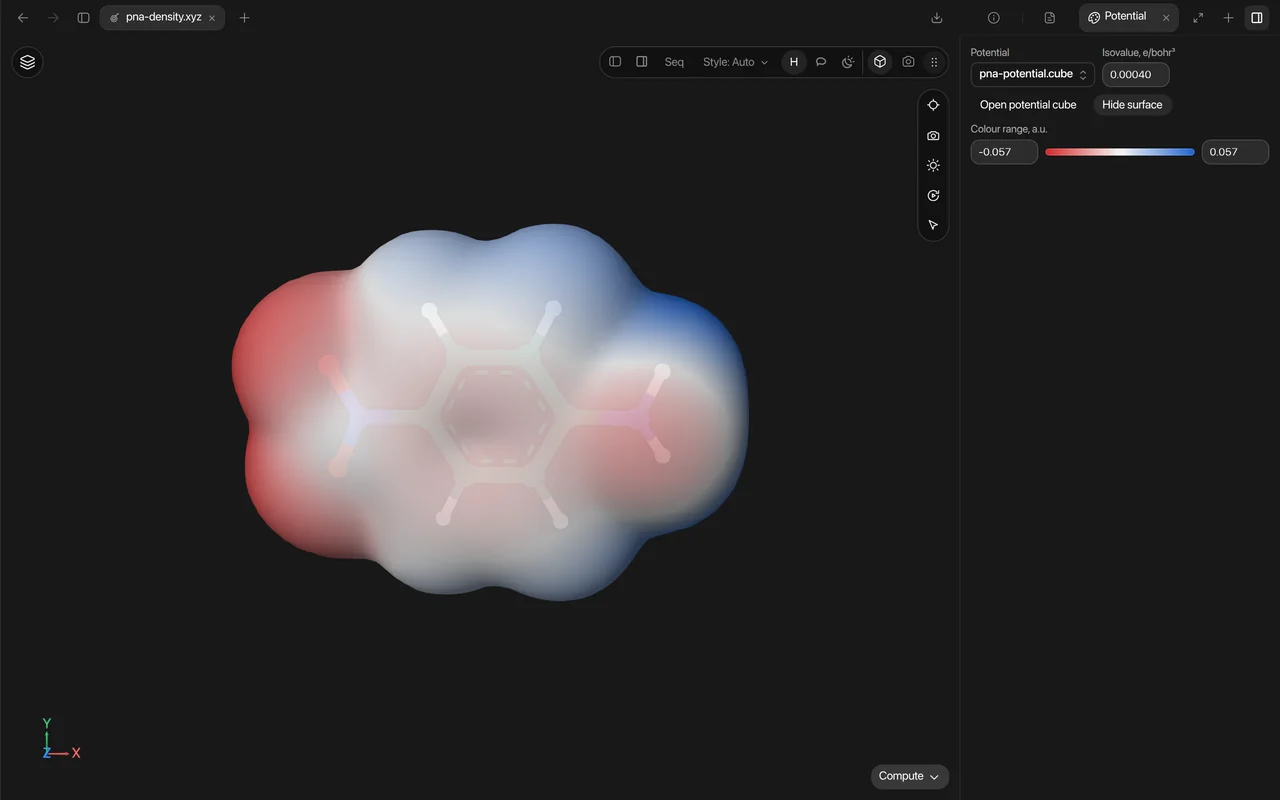 pna-density.xyz
Potential
Seq
Style: Auto
H
Potential
Isovalue, e/bohr³
pna-potential.cube
0.00040
Open potential cube
Hide surface
Colour range, a.u.
-0.057
0.057
Y
Z
X
Compute